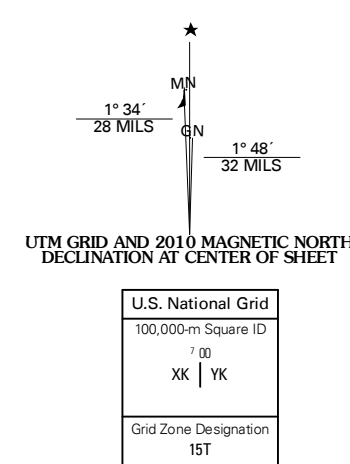 ★
MN
1° 34´
28 MILS
GN
1° 48´
32 MILS
UTM GRID AND 2010 MAGNETIC NORTH
DECLINATION AT CENTER OF SHEET
U.S. National Grid
100,000-m Square ID
7 00
XK | YK
Grid Zone Designation
15T